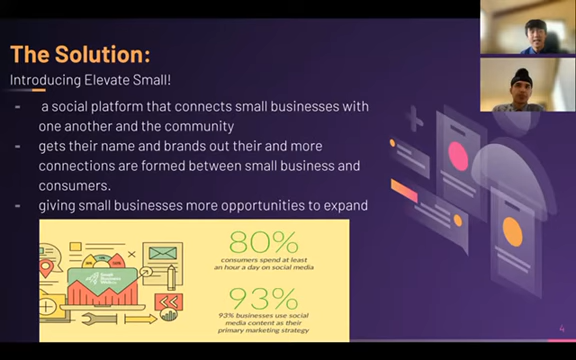 The Solution:
Introducing Elevate Small!
- a social platform that connects small businesses with
one another and the community
- gets their name and brands out their and more
connections are formed between small business and
consumers.
- giving small businesses more opportunities to expand
80%
consumers spend at least
an hour a day on social media
93%
93% businesses use social
media content as their
primary marketing strategy
4